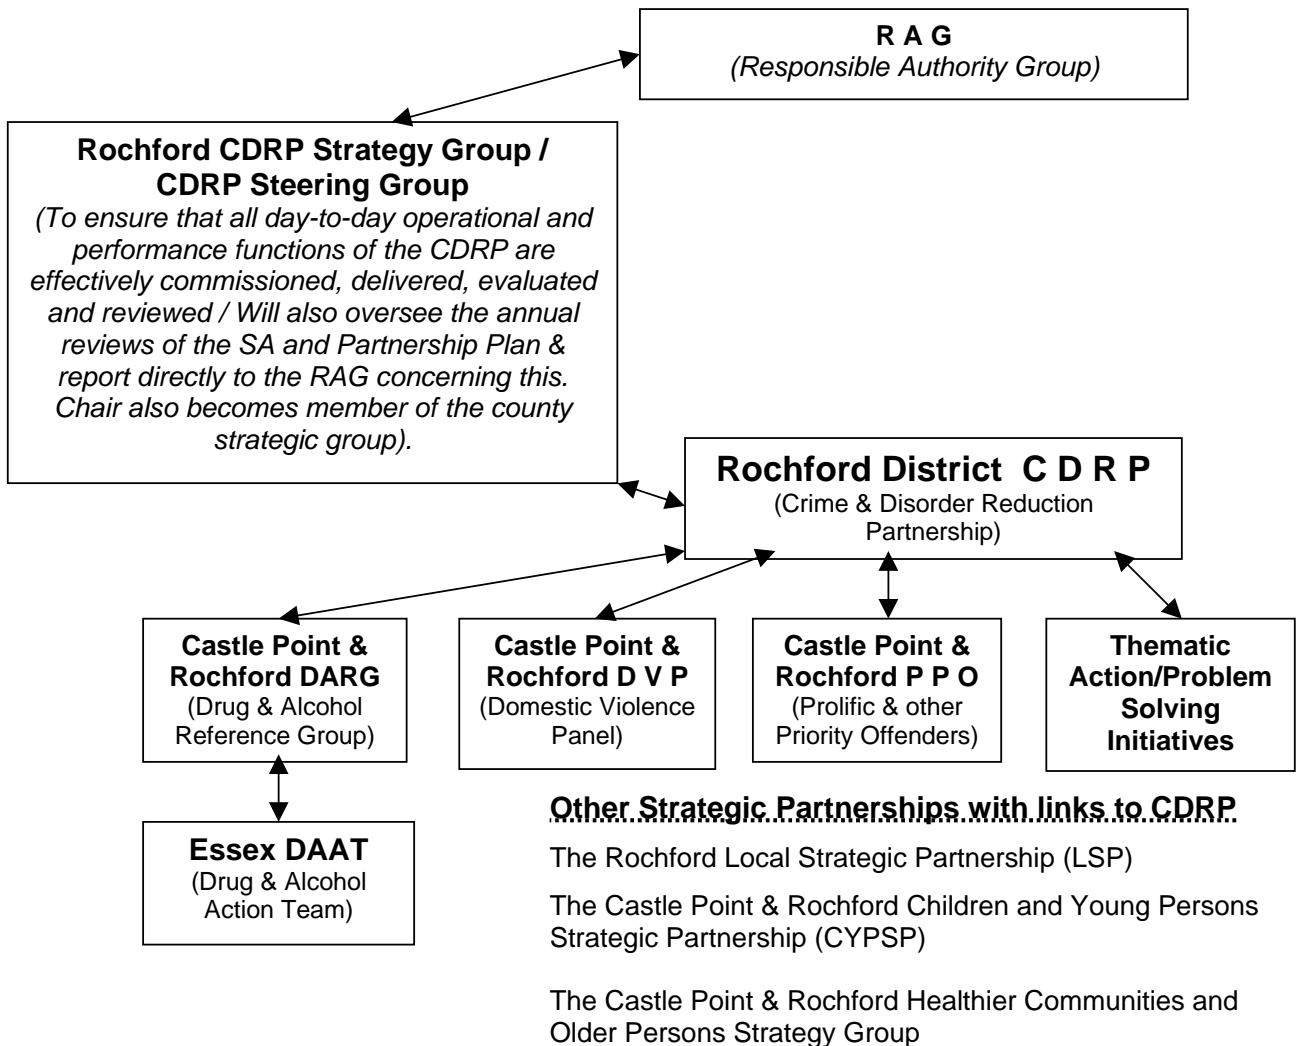 R A G
(Responsible Authority Group)
Rochford CDRP Strategy Group /
CDRP Steering Group
(To ensure that all day-to-day operational and
performance functions of the CDRP are
effectively commissioned, delivered, evaluated
and reviewed / Will also oversee the annual
reviews of the SA and Partnership Plan &
report directly to the RAG concerning this.
Chair also becomes member of the county
strategic group).
Rochford District C D R P
(Crime & Disorder Reduction
Partnership)
Castle Point &
Rochford DARG
(Drug & Alcohol
Reference Group)
Castle Point &
Rochford D V P
(Domestic Violence
Panel)
Castle Point &
Rochford P P O
(Prolific & other
Priority Offenders)
Thematic
Action/Problem
Solving
Initiatives
Essex DAAT
(Drug & Alcohol
Action Team)
Other Strategic Partnerships with links to CDRP
The Rochford Local Strategic Partnership (LSP)
The Castle Point & Rochford Children and Young Persons
Strategic Partnership (CYPSP)
The Castle Point & Rochford Healthier Communities and
Older Persons Strategy Group